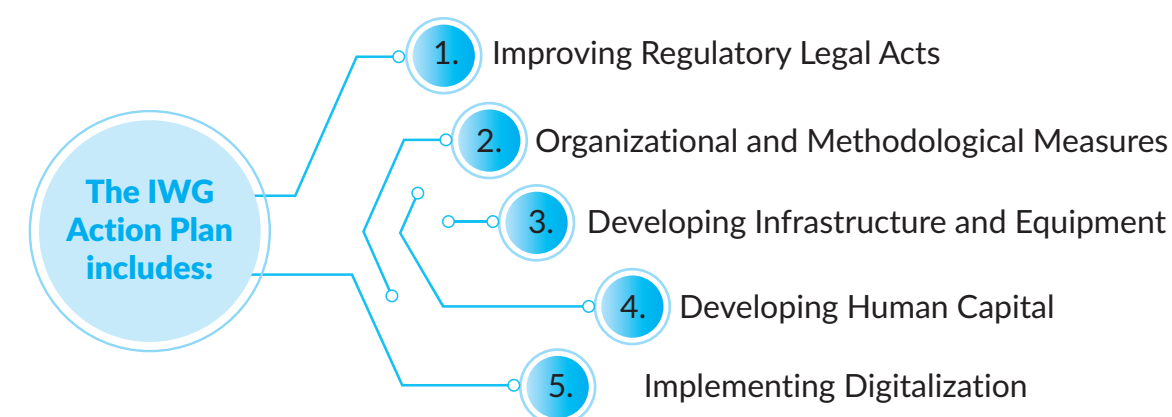 The IWG
Action Plan
includes:
1. Improving Regulatory Legal Acts
2. Organizational and Methodological Measures
3. Developing Infrastructure and Equipment
4. Developing Human Capital
5. Implementing Digitalization